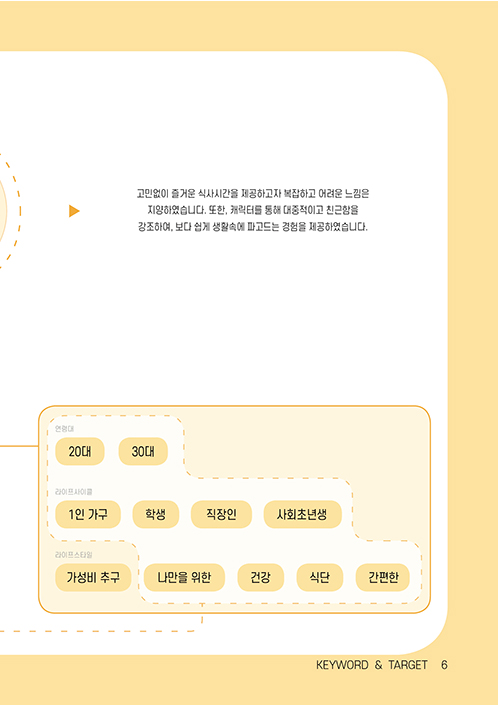 고민없이 즐거운 식사시간을 제공하고자 복잡하고 어려운 느낌은
지양하였습니다. 또한, 캐릭터를 통해 대중적이고 친근함을
강조하여, 보다 쉽게 생활속에 파고드는 경험을 제공하였습니다.
연령대
20대 30대
라이프사이클
1인 가구 학생 직장인 사회초년생
라이프스타일
가성비 추구 나만을 위한 건강 식단 간편한
KEYWORD & TARGET 6